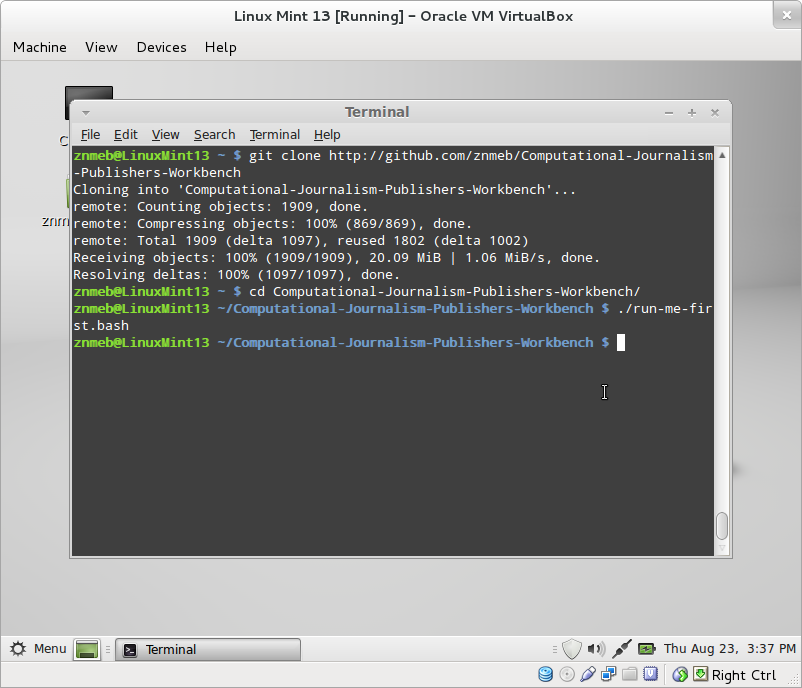 Linux Mint 13 [Running] – Oracle VM VirtualBox
Machine View Devices Help
Terminal
File Edit View Search Terminal Help
znmeb@LinuxMint13 ~ $ git clone http://github.com/znmeb/Computational-Journalism
-Publishers-Workbench
Cloning into 'Computational-Journalism-Publishers-Workbench'...
remote: Counting objects: 1909, done.
remote: Compressing objects: 100% (869/869), done.
remote: Total 1909 (delta 1097), reused 1802 (delta 1002)
Receiving objects: 100% (1909/1909), 20.09 MiB | 1.06 MiB/s, done.
Resolving deltas: 100% (1097/1097), done.
znmeb@LinuxMint13 ~ $ cd Computational-Journalism-Publishers-Workbench/
znmeb@LinuxMint13 ~/Computational-Journalism-Publishers-Workbench $ ./run-me-fir
st.bash
znmeb@LinuxMint13 ~/Computational-Journalism-Publishers-Workbench $
Menu Terminal Thu Aug 23, 3:37 PM
Right Ctrl